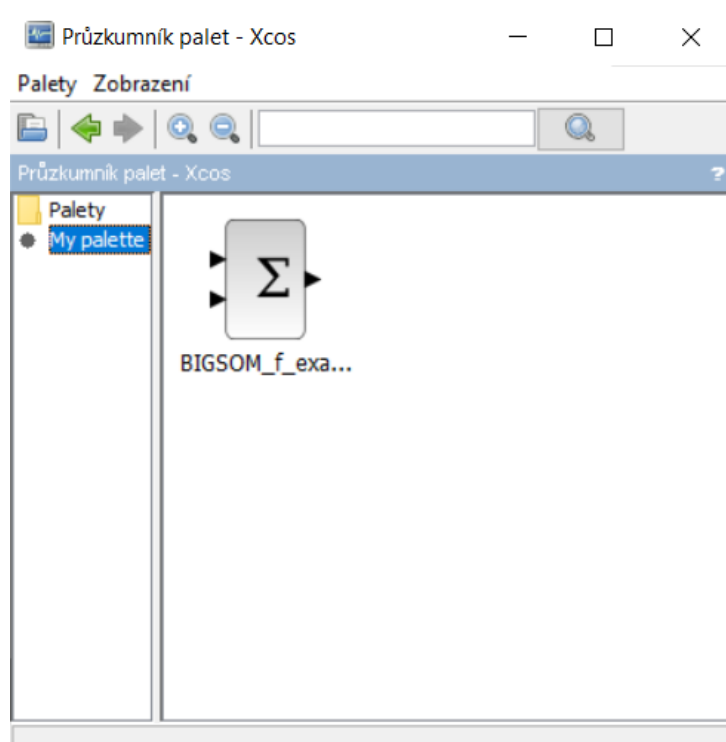 Průzkumník palet - Xcos
Palety Zobrazení
Průzkumník palet - Xcos ?
Palety
My palette
Σ
BIGSOM_f_exa...